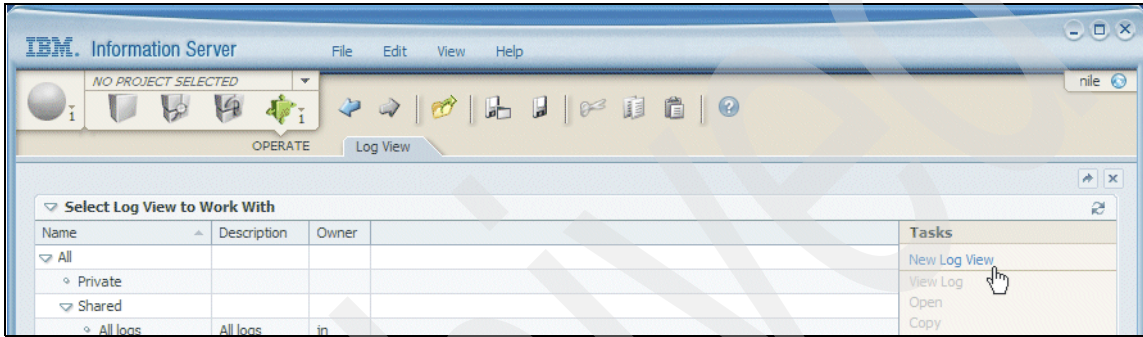 IBM. Information Server File Edit View Help
NO PROJECT SELECTED nile
1 1
OPERATE Log View
Select Log View to Work With
Name Description Owner Tasks
All New Log View
Private View Log
Shared Open
All logs All logs in Copy